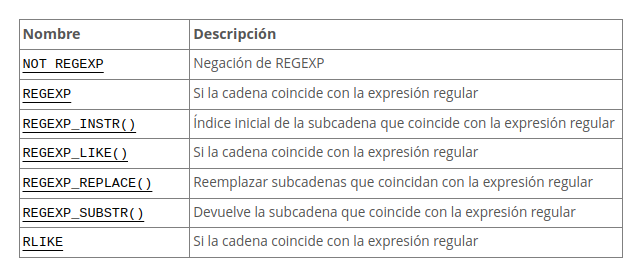 Nombre Descripción
NOT REGEXP Negación de REGEXP
REGEXP Si la cadena coincide con la expresión regular
REGEXP_INSTR() Índice inicial de la subcadena que coincide con la expresión regular
REGEXP_LIKE() Si la cadena coincide con la expresión regular
REGEXP_REPLACE() Reemplazar subcadenas que coincidan con la expresión regular
REGEXP_SUBSTR() Devuelve la subcadena que coincide con la expresión regular
RLIKE Si la cadena coincide con la expresión regular